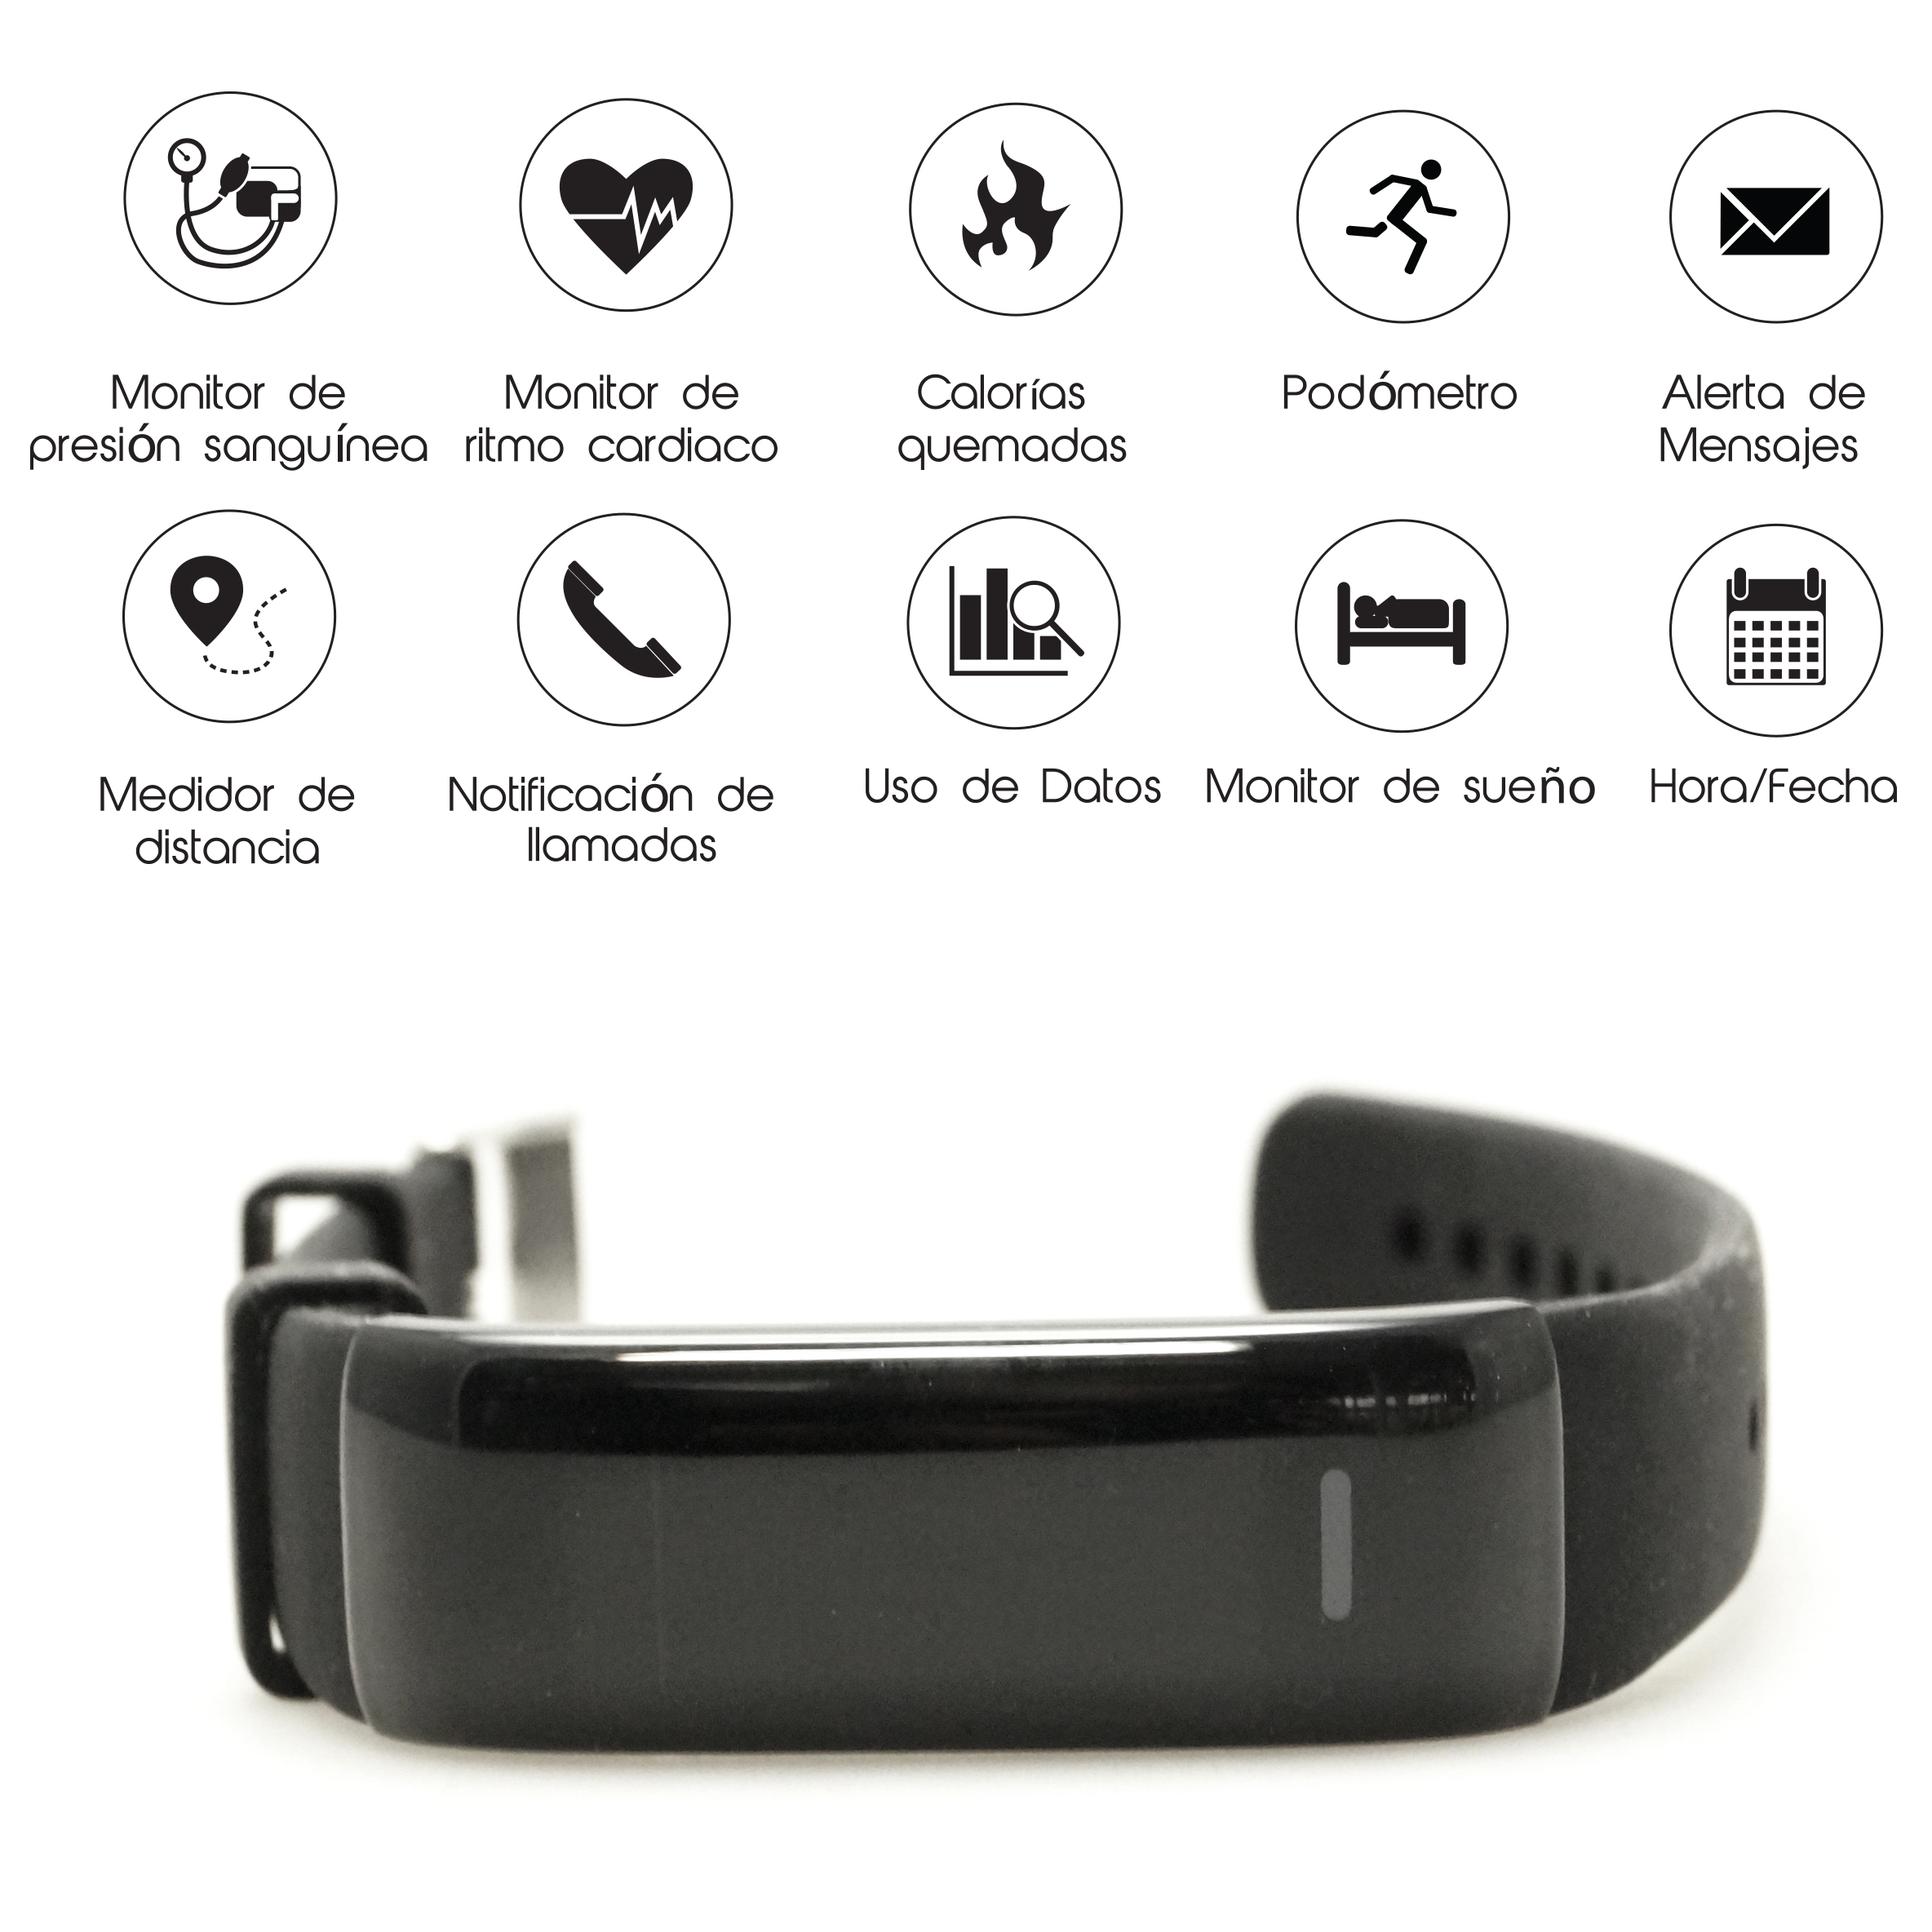 Monitor de
presión sanguínea
Monitor de
ritmo cardiaco
Calorías
quemadas
Podómetro
Alerta de
Mensajes
Medidor de
distancia
Notificación de
llamadas
Uso de Datos
Monitor de sueño
Hora/Fecha